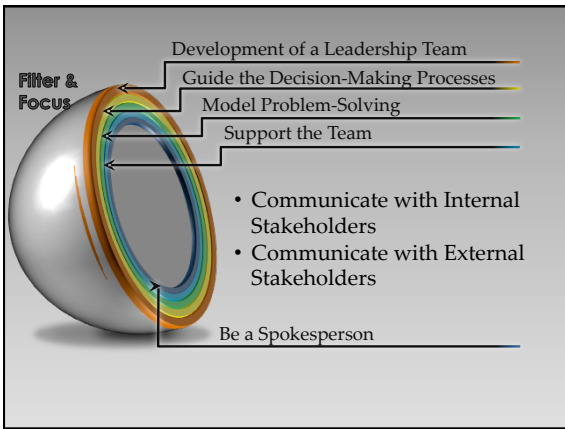 Development of a Leadership Team
Filter &
Focus
Guide the Decision-Making Processes
Model Problem-Solving
Support the Team
• Communicate with Internal
Stakeholders
• Communicate with External
Stakeholders
Be a Spokesperson